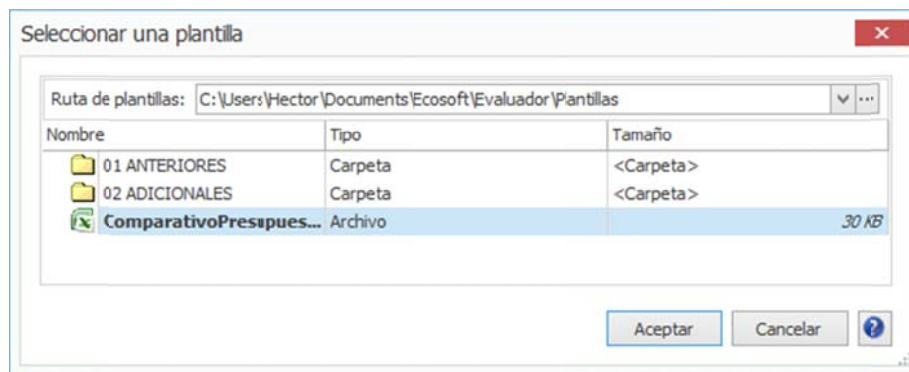 Seleccionar una plantilla
Ruta de plantillas: C:\Users\Hector\Documents\Ecosoft\Evaluador\Plantillas
Nombre Tipo Tamaño
01 ANTERIORES Carpeta <Carpeta>
02 ADICIONALES Carpeta <Carpeta>
ComparativoPresupues... Archivo 30 KB
Aceptar Cancelar